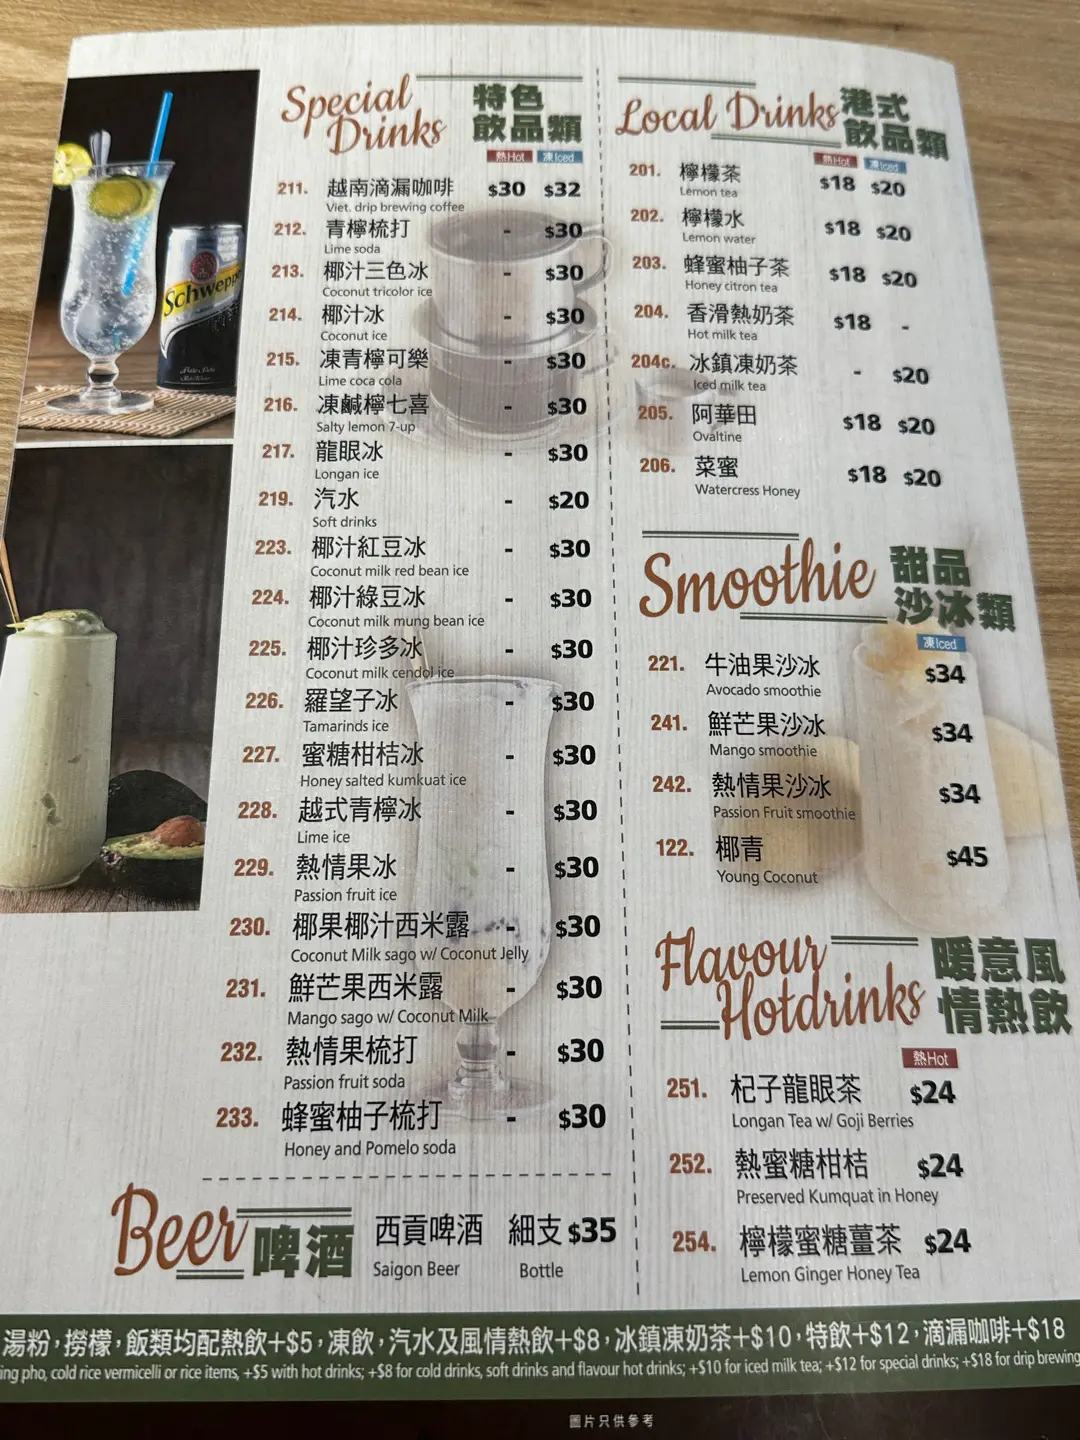 Special
Drinks
特色
飲品類
熱Hot 凍Iced
211. 越南滴漏咖啡 $30 $32
Viet. drip brewing coffee
212. 青檸梳打 - $30
Lime soda
213. 椰汁三色冰 - $30
Coconut tricolor ice
214. 椰汁冰 - $30
Coconut ice
215. 凍青檸可樂 - $30
Lime coca cola
216. 凍鹹檸七喜 - $30
Salty lemon 7-up
217. 龍眼冰 - $30
Longan ice
219. 汽水 - $20
Soft drinks
223. 椰汁紅豆冰 - $30
Coconut milk red bean ice
224. 椰汁綠豆冰 - $30
Coconut milk mung bean ice
225. 椰汁珍多冰 - $30
Coconut milk cendol ice
226. 羅望子冰 - $30
Tamarinds ice
227. 蜜糖柑桔冰 - $30
Honey salted kumkuat ice
228. 越式青檸冰 - $30
Lime ice
229. 熱情果冰 - $30
Passion fruit ice
230. 椰果椰汁西米露 - $30
Coconut Milk sago w/ Coconut Jelly
231. 鮮芒果西米露 - $30
Mango sago w/ Coconut Milk
232. 熱情果梳打 - $30
Passion fruit soda
233. 蜂蜜柚子梳打 - $30
Honey and Pomelo soda
Beer 啤酒
西貢啤酒 細支 $35
Saigon Beer Bottle
Local Drinks
港式
飲品類
熱Hot 凍Iced
201. 檸檬茶 $18 $20
Lemon tea
202. 檸檬水 $18 $20
Lemon water
203. 蜂蜜柚子茶 $18 $20
Honey citron tea
204. 香滑熱奶茶 $18 -
Hot milk tea
204c. 冰鎮凍奶茶 - $20
Iced milk tea
205. 阿華田 $18 $20
Ovaltine
206. 菜蜜 $18 $20
Watercress Honey
Smoothie
甜品
沙冰類
凍Iced
221. 牛油果沙冰 $34
Avocado smoothie
241. 鮮芒果沙冰 $34
Mango smoothie
242. 熱情果沙冰 $34
Passion Fruit smoothie
122. 椰青 $45
Young Coconut
Flavour
Hotdrinks
暖意風
情熱飲
熱Hot
251. 杞子龍眼茶 $24
Longan Tea w/ Goji Berries
252. 熱蜜糖柑桔 $24
Preserved Kumquat in Honey
254. 檸檬蜜糖薑茶 $24
Lemon Ginger Honey Tea
湯粉,撈檬,飯類均配熱飲+$5,凍飲,汽水及風情熱飲+$8,冰鎮凍奶茶+$10,特飲+$12,滴漏咖啡+$18
ing pho, cold rice vermicelli or rice items, +$5 with hot drinks; +$8 for cold drinks, soft drinks and flavour hot drinks; +$10 for iced milk tea; +$12 for special drinks; +$18 for drip brewing
圖片只供參考
Schweppe